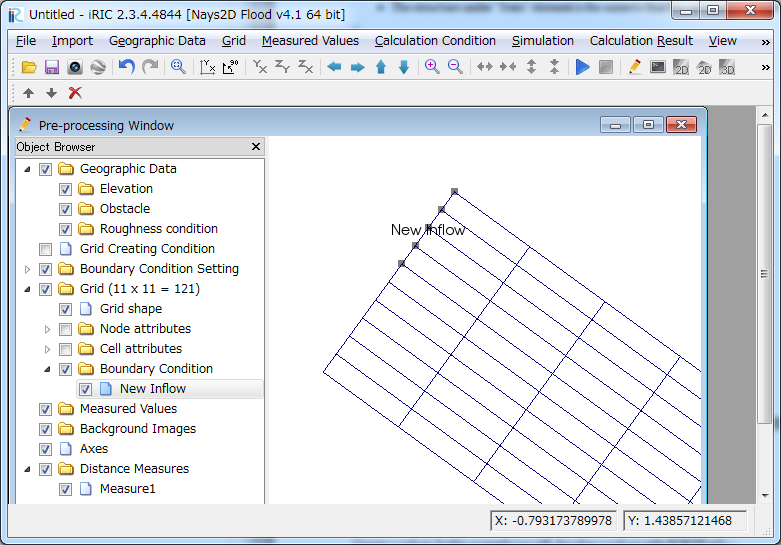 Untitled - iRIC 2.3.4.4844 [Nays2D Flood v4.1 64 bit]
File Import Geographic Data Grid Measured Values Calculation Condition Simulation Calculation Result View »
Pre-processing Window
Object Browser
Geographic Data
Elevation
Obstacle
Roughness condition
Grid Creating Condition
Boundary Condition Setting
Grid (11 x 11 = 121)
Grid shape
Node attributes
Cell attributes
Boundary Condition
New Inflow
Measured Values
Background Images
Axes
Distance Measures
Measure1
New Inflow
X: -0.793173789978 Y: 1.43857121468